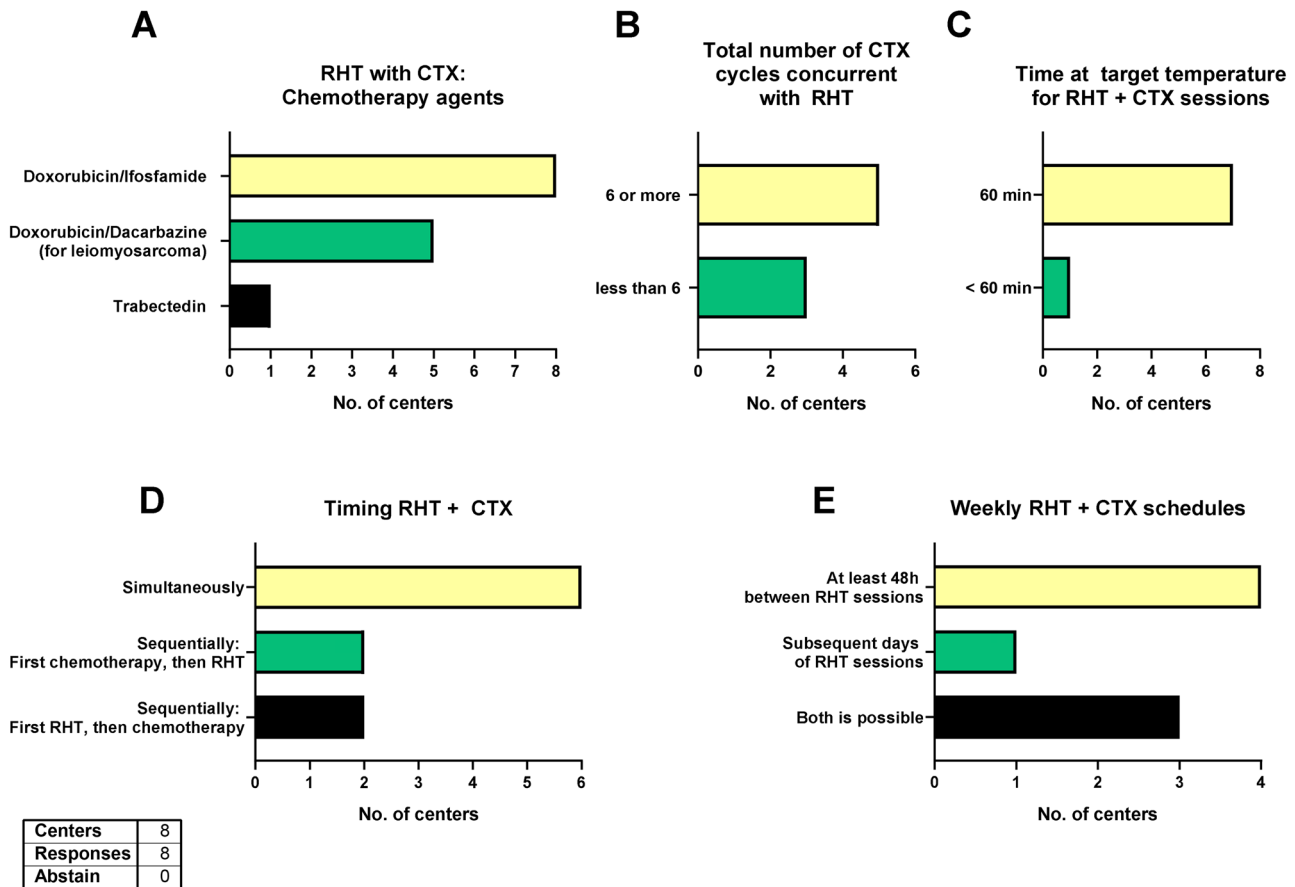 A
RHT with CTX:
Chemotherapy agents
Doxorubicin/Ifosfamide
Doxorubicin/Dacarbazine
(for leiomyosarcoma)
Trabectedin
0 1 2 3 4 5 6 7 8
No. of centers
B
Total number of CTX
cycles concurrent
with RHT
6 or more
less than 6
0 2 4 6
No. of centers
C
Time at target temperature
for RHT + CTX sessions
60 min
< 60 min
0 2 4 6 8
No. of centers
D
Timing RHT + CTX
Simultaneously
Sequentially:
First chemotherapy, then RHT
Sequentially:
First RHT, then chemotherapy
0 1 2 3 4 5 6
No. of centers
E
Weekly RHT + CTX schedules
At least 48h
between RHT sessions
Subsequent days
of RHT sessions
Both is possible
0 1 2 3 4
No. of centers
Centers 8
Responses 8
Abstain 0